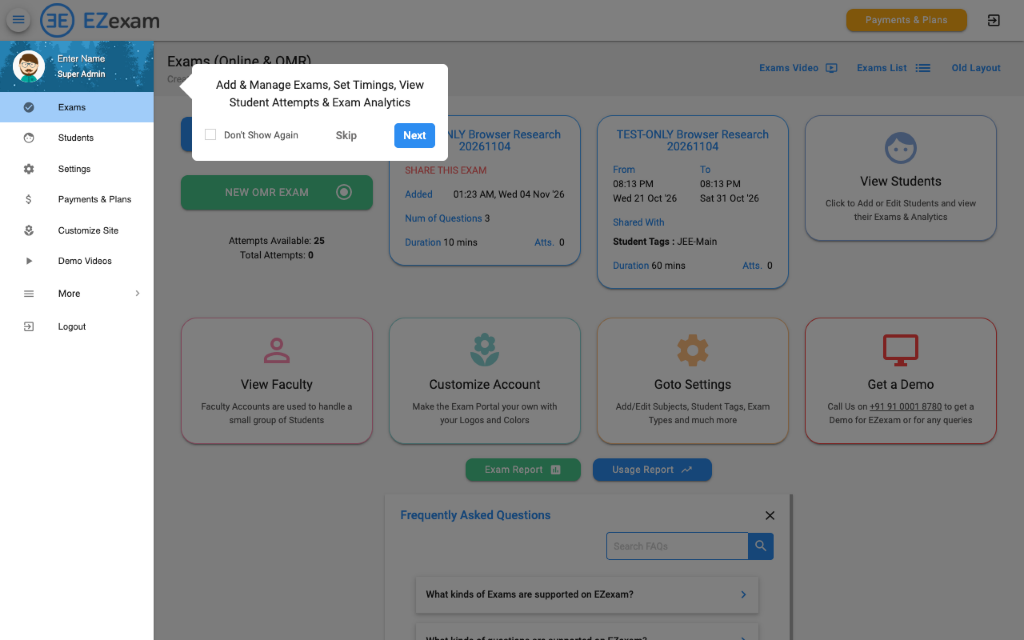 EZexam
Payments & Plans
Enter Name
Super Admin
Exams
Students
Settings
Payments & Plans
Customize Site
Demo Videos
More
Logout
Exams (Online & OMR)
Exams Video
Exams List
Old Layout
Add & Manage Exams, Set Timings, View
Student Attempts & Exam Analytics
Don't Show Again
Skip
Next
NEW OMR EXAM
Attempts Available: 25
Total Attempts: 0
ONLY Browser Research
20261104
SHARE THIS EXAM
Added 01:23 AM, Wed 04 Nov '26
Num of Questions 3
Duration 10 mins
Atts. 0
TEST-ONLY Browser Research
20261104
From To
08:13 PM 08:13 PM
Wed 21 Oct '26 Sat 31 Oct '26
Shared With
Student Tags : JEE-Main
Duration 60 mins
Atts. 0
View Students
Click to Add or Edit Students and view
their Exams & Analytics
View Faculty
Faculty Accounts are used to handle a
small group of Students
Customize Account
Make the Exam Portal your own with
your Logos and Colors
Goto Settings
Add/Edit Subjects, Student Tags, Exam
Types and much more
Get a Demo
Call Us on +91 91 0001 8780 to get a
Demo for EZexam or for any queries
Exam Report
Usage Report
Frequently Asked Questions
Search FAQs
What kinds of Exams are supported on EZexam?
What kinds of questions are supported on EZexam?